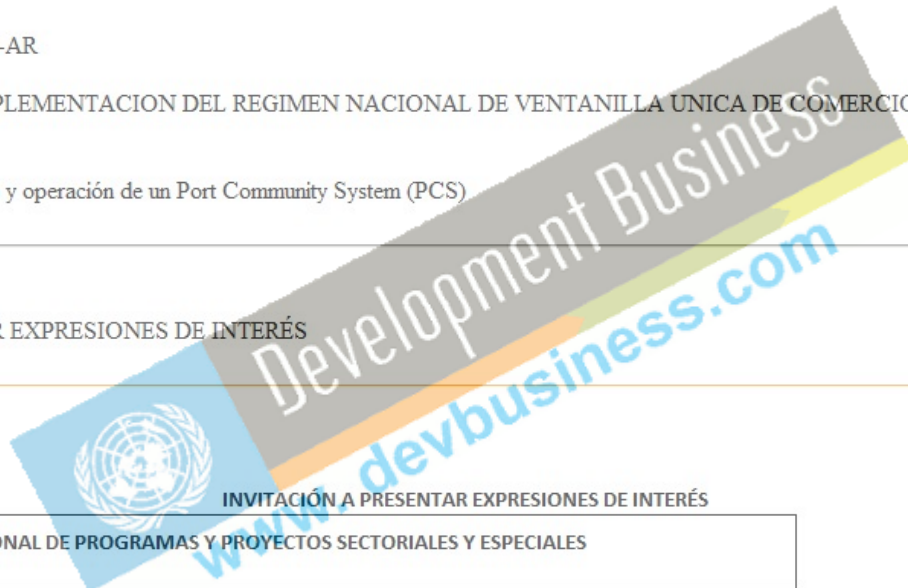 -AR
PLEMENTACION DEL REGIMEN NACIONAL DE VENTANILLA UNICA DE COMERCIO
y operación de un Port Community System (PCS)
R EXPRESIONES DE INTERÉS
Development Business
www.devbusiness.com
INVITACIÓN A PRESENTAR EXPRESIONES DE INTERÉS
ONAL DE PROGRAMAS Y PROYECTOS SECTORIALES Y ESPECIALES